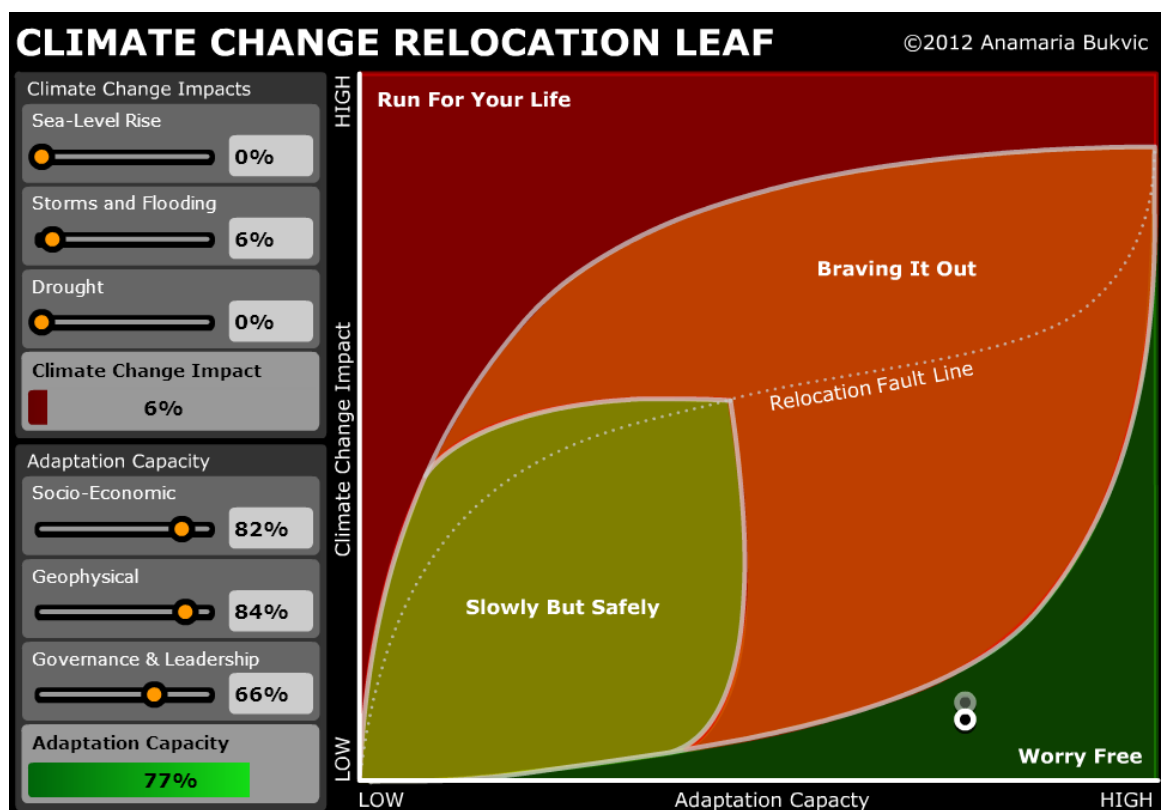 CLIMATE CHANGE RELOCATION LEAF
©2012 Anamaria Bukvic
Climate Change Impacts
Sea-Level Rise
0%
Storms and Flooding
6%
Drought
0%
Climate Change Impact
6%
Adaptation Capacity
Socio-Economic
82%
Geophysical
84%
Governance & Leadership
66%
Adaptation Capacity
77%
HIGH
Climate Change Impact
LOW
Run For Your Life
Braving It Out
Relocation Fault Line
Slowly But Safely
Worry Free
LOW
Adaptation Capacity
HIGH